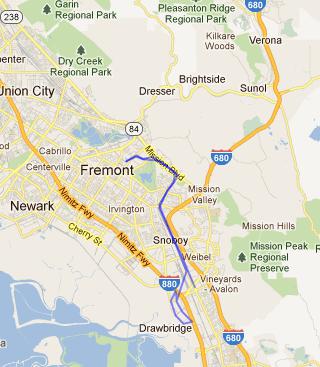 Garin
Regional Park
Pleasanton Ridge
Regional Park
680
238
Kilkare
Woods
Verona
Dry Creek
Regional Park
Brightside
Union City
Dresser
Sunol
84
Cabrillo
Mission Blvd
680
Centerville
Fremont
Nimitz Fwy
Mission
Valley
Newark
Irvington
Cherry St
Mission Hills
Snoboy
Nimitz Fwy
Mission Peak
Regional
Preserve
Weibel
880
Vineyards
Avalon
Drawbridge
680